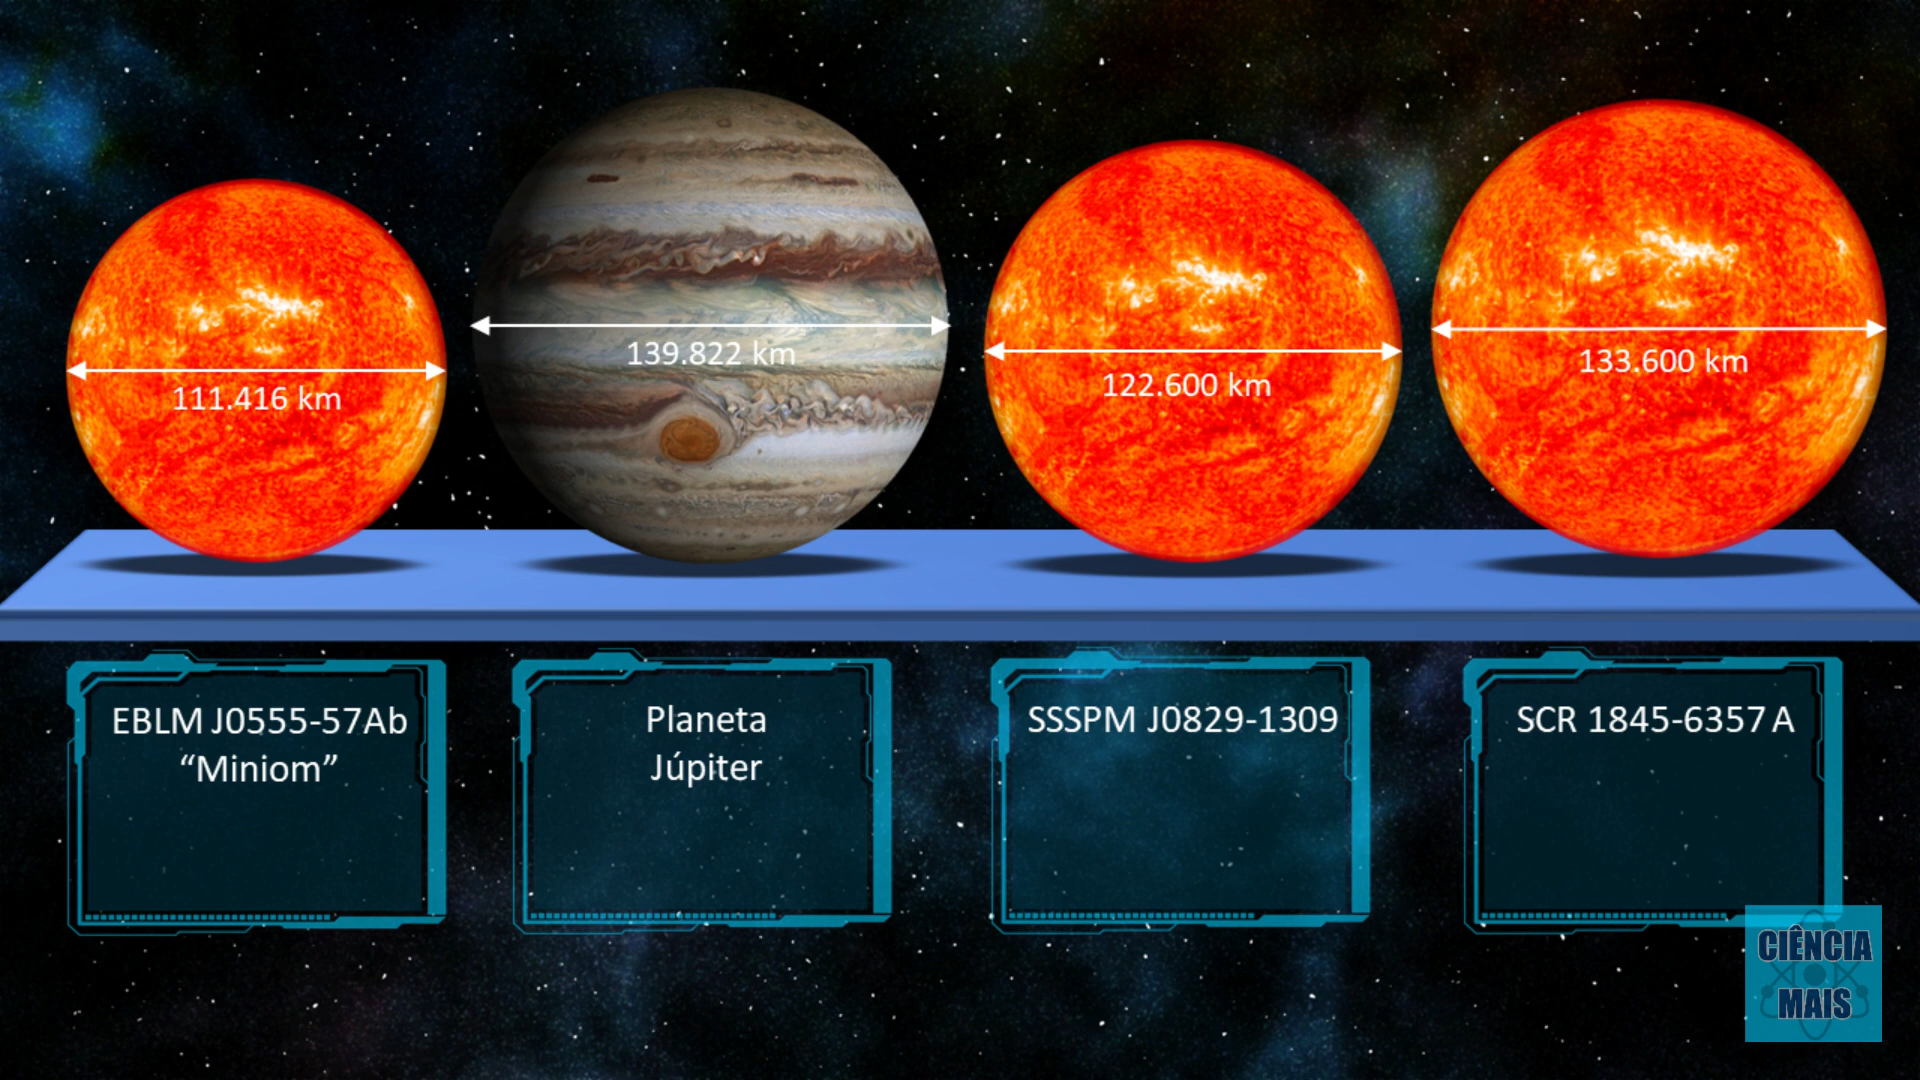 111.416 km
139.822 km
122.600 km
133.600 km
EBLM J0555-57Ab
“Miniom”
Planeta
Júpiter
SSSPM J0829-1309
SCR 1845-6357 A
CIÊNCIA
MAIS